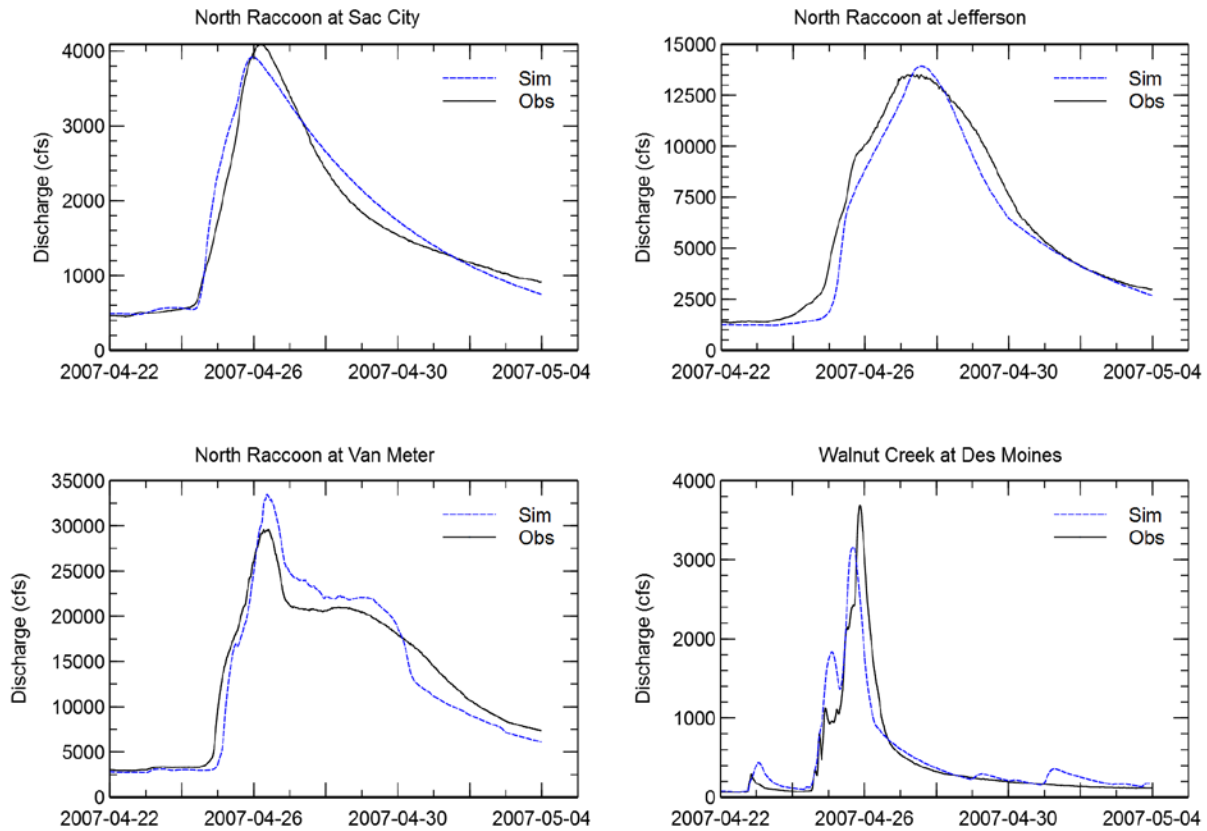 North Raccoon at Sac City
4000
3000
2000
1000
0
Discharge (cfs)
Sim
Obs
2007-04-22
2007-04-26
2007-04-30
2007-05-04
North Raccoon at Jefferson
15000
12500
10000
7500
5000
2500
0
Discharge (cfs)
Sim
Obs
2007-04-22
2007-04-26
2007-04-30
2007-05-04
North Raccoon at Van Meter
35000
30000
25000
20000
15000
10000
5000
0
Discharge (cfs)
Sim
Obs
2007-04-22
2007-04-26
2007-04-30
2007-05-04
Walnut Creek at Des Moines
4000
3000
2000
1000
0
Discharge (cfs)
Sim
Obs
2007-04-22
2007-04-26
2007-04-30
2007-05-04